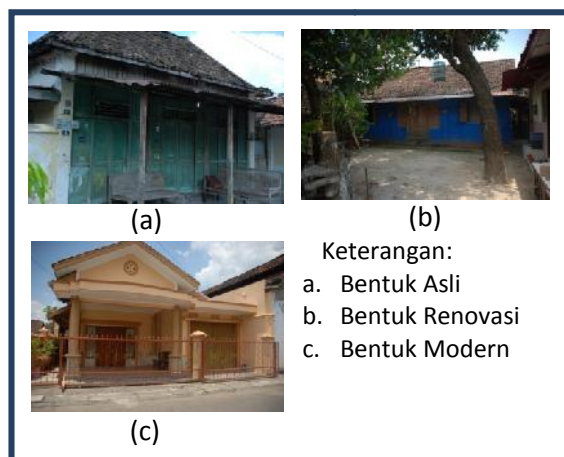 (a)
(b)
(c)
Keterangan:
a. Bentuk Asli
b. Bentuk Renovasi
c. Bentuk Modern